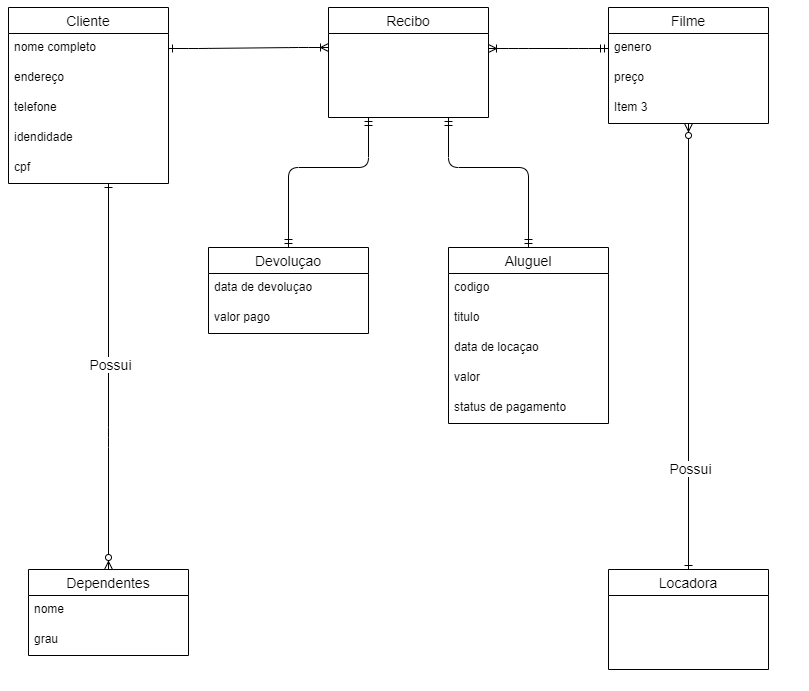 Cliente
nome completo
endereço
telefone
idendidade
cpf
Recibo
Filme
genero
preço
Item 3
Devoluçao
data de devoluçao
valor pago
Aluguel
codigo
titulo
data de locaçao
valor
status de pagamento
Possui
Possui
Dependentes
nome
grau
Locadora